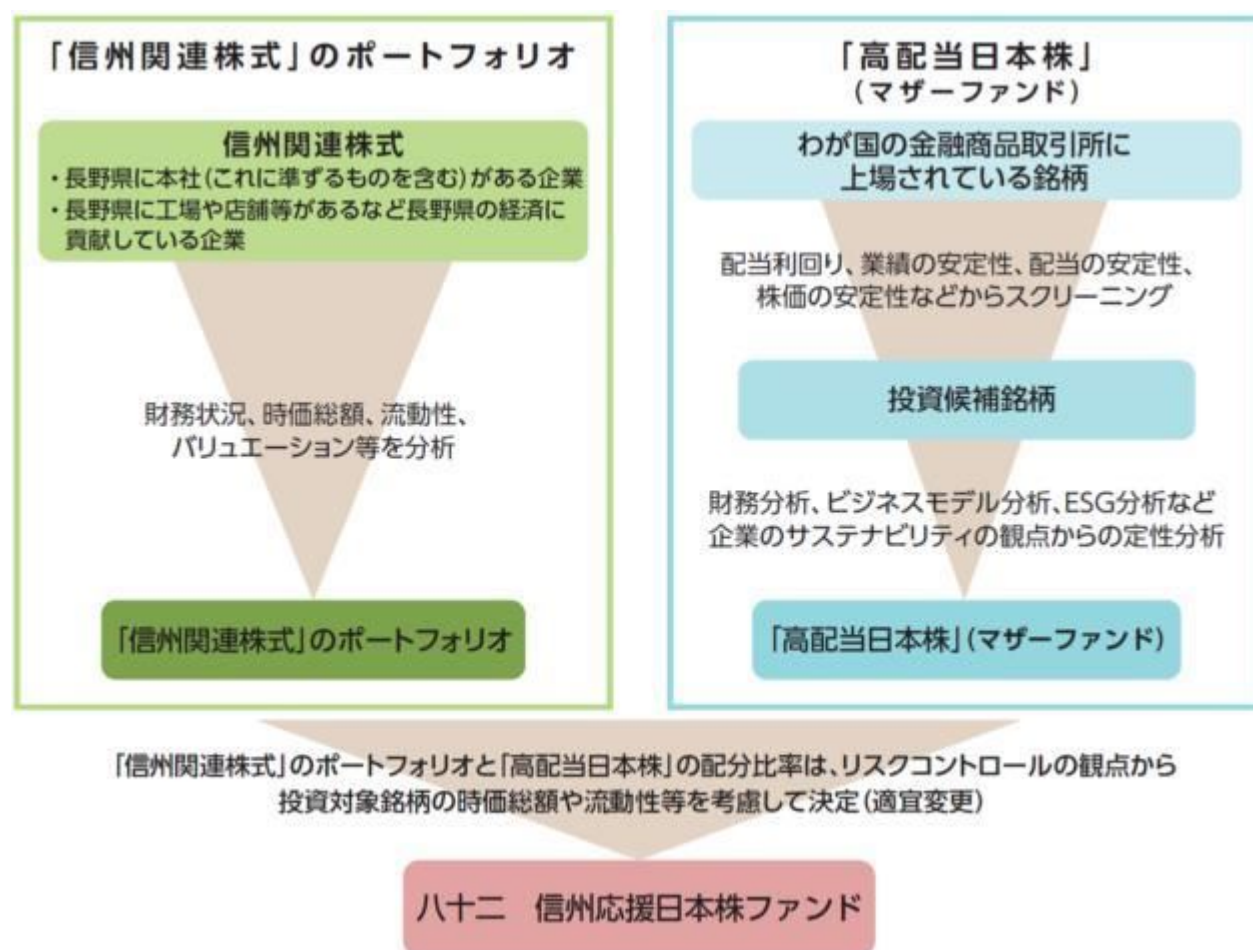 「信州関連株式」のポートフォリオ
信州関連株式
・長野県に本社(これに準ずるものを含む)がある企業
・長野県に工場や店舗等があるなど長野県の経済に
貢献している企業
財務状況、時価総額、流動性、
バリュエーション等を分析
「信州関連株式」のポートフォリオ
「高配当日本株」
(マザーファンド)
わが国の金融商品取引所に
上場されている銘柄
配当利回り、業績の安定性、配当の安定性、
株価の安定性などからスクリーニング
投資候補銘柄
財務分析、ビジネスモデル分析、ESG分析など
企業のサステナビリティの観点からの定性分析
「高配当日本株」(マザーファンド)
「信州関連株式」のポートフォリオと「高配当日本株」の配分比率は、リスクコントロールの観点から
投資対象銘柄の時価総額や流動性等を考慮して決定(適宜変更)
八十二　信州応援日本株ファンド